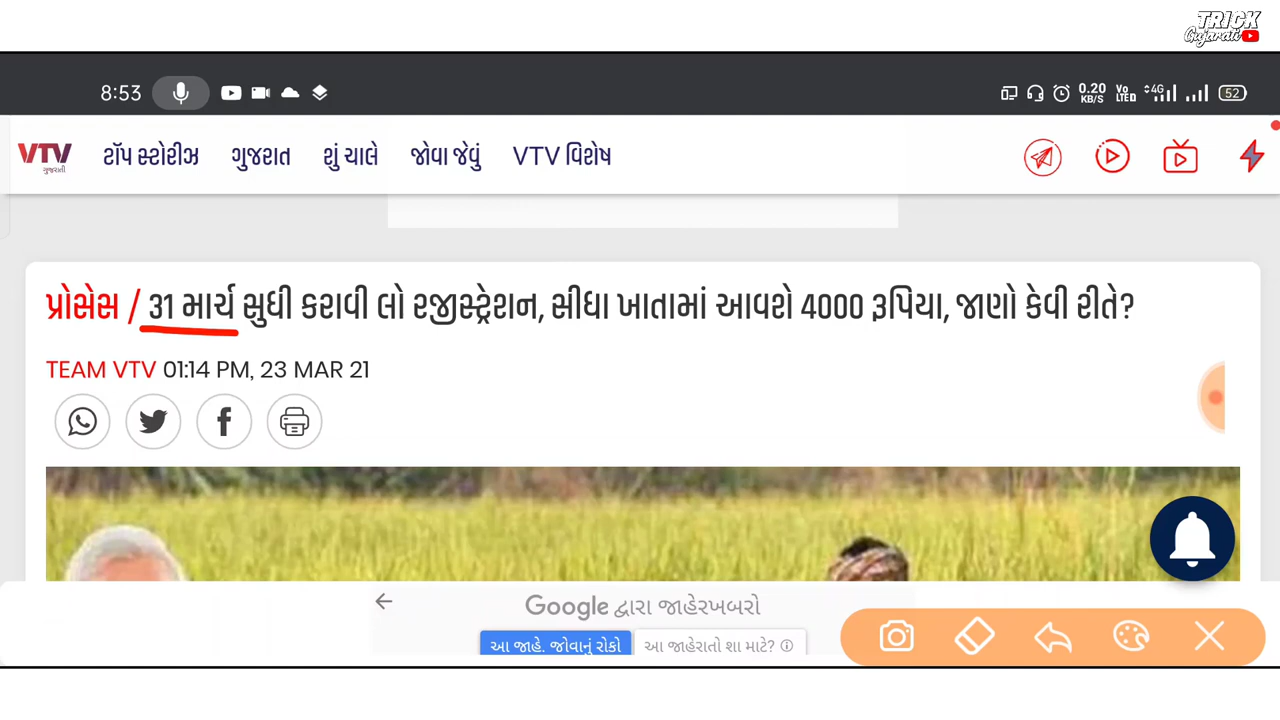 TRICK
Gujarati
8:53
0.20
KB/S
Vo
LTED
4G
52
VTV
ગુજરાતી
ટૉપ સ્ટોરીઝ ગુજરાત શું ચાલે જોવા જેવું VTV વિશેષ
પ્રોસેસ / 31 માર્ચ સુધી કરાવી લો રજીસ્ટ્રેશન, સીધા ખાતામાં આવશે 4000 રૂપિયા, જાણો કેવી રીતે?
TEAM VTV 01:14 PM, 23 MAR 21
Google દ્વારા જાહેરખબરો
આ જાહે. જોવાનું રોકો
આ જાહેરાતો શા માટે?